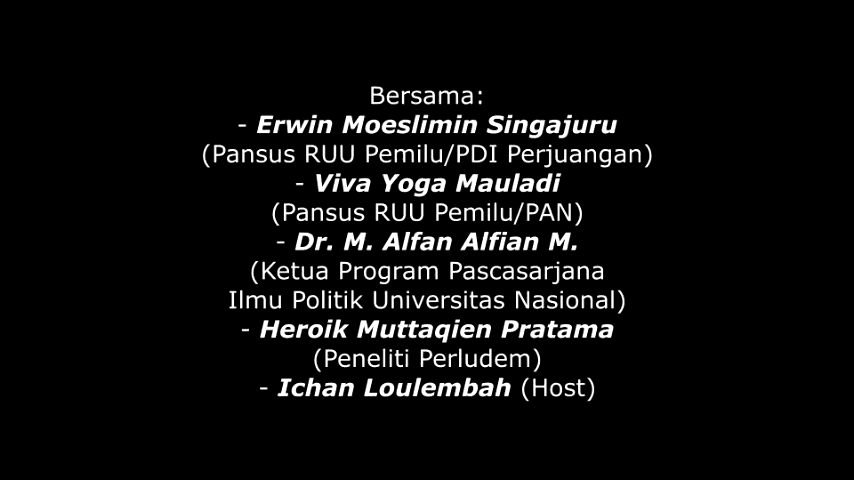 Bersama:
- Erwin Moeslimin Singajuru
(Pansus RUU Pemilu/PDI Perjuangan)
- Viva Yoga Mauladi
(Pansus RUU Pemilu/PAN)
- Dr. M. Alfan Alfian M.
(Ketua Program Pascasarjana
Ilmu Politik Universitas Nasional)
- Heroik Muttaqien Pratama
(Peneliti Perludem)
- Ichan Loulembah (Host)